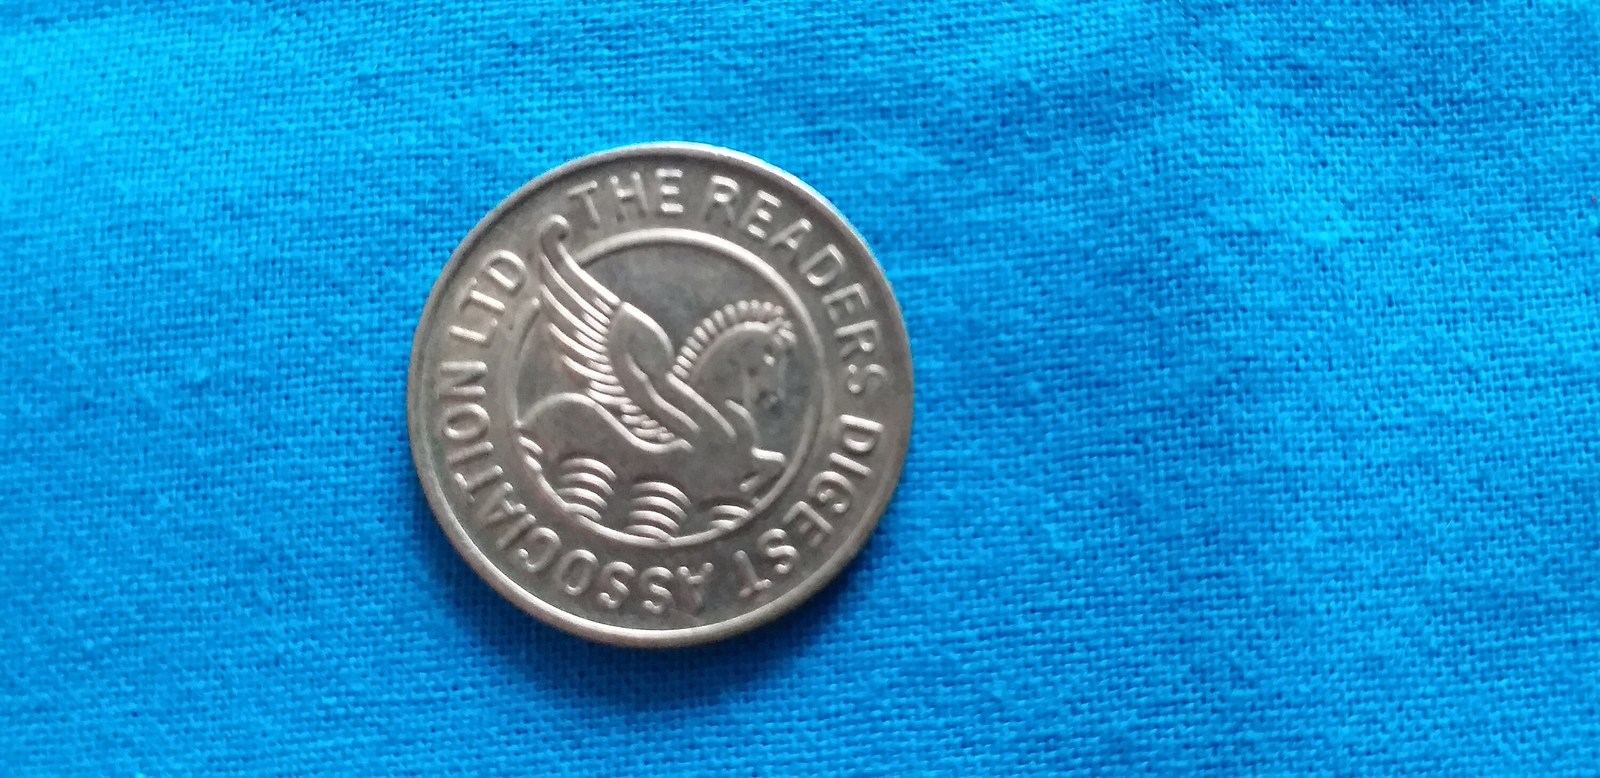 THE READERS DIGEST ASSOCIATION LTD